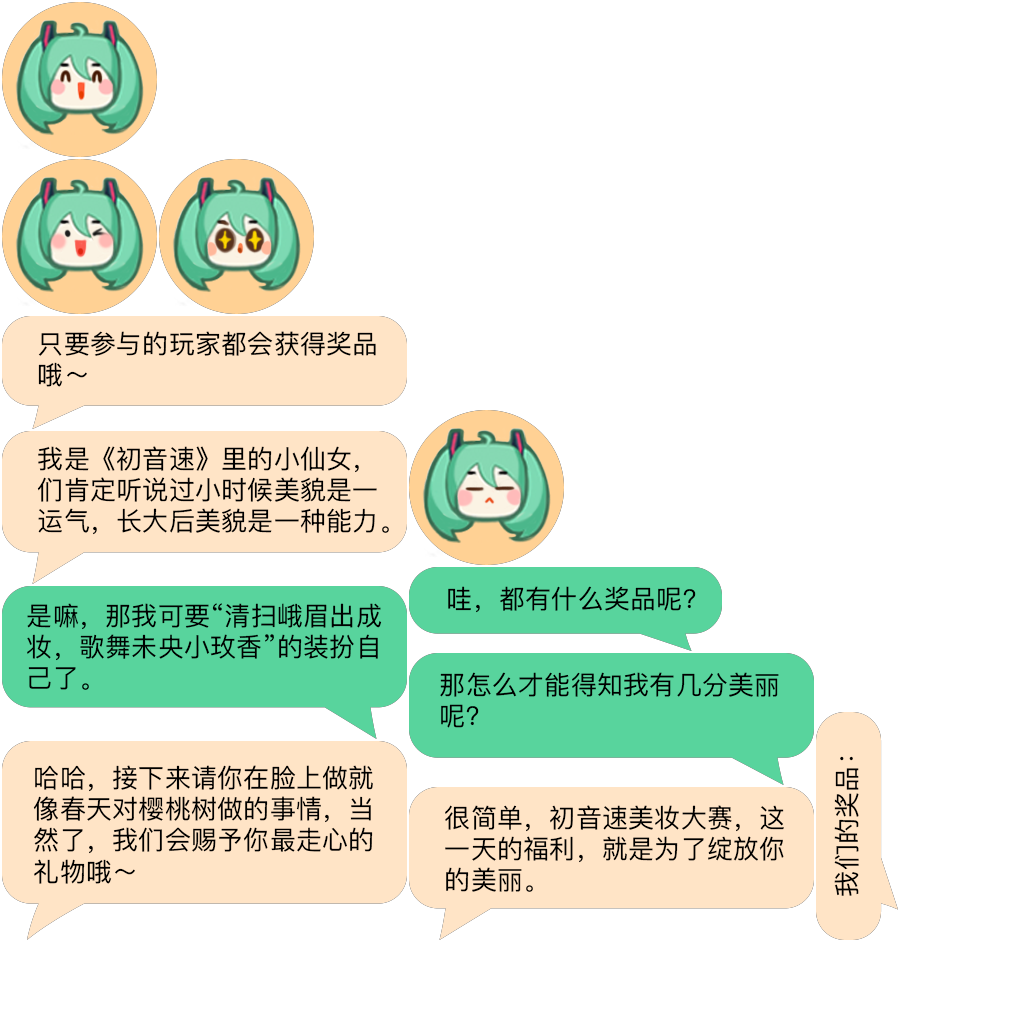 只要参与的玩家都会获得奖品
哦～
我是《初音速》里的小仙女，
们肯定听说过小时候美貌是一
运气，长大后美貌是一种能力。
是嘛，那我可要“清扫峨眉出成
妆，歌舞未央小玫香”的装扮自
己了。
哈哈，接下来请你在脸上做就
像春天对樱桃树做的事情，当
然了，我们会赐予你最走心的
礼物哦～
哇，都有什么奖品呢？
那怎么才能得知我有几分美丽
呢？
很简单，初音速美妆大赛，这
一天的福利，就是为了绽放你
的美丽。
我们的奖品：